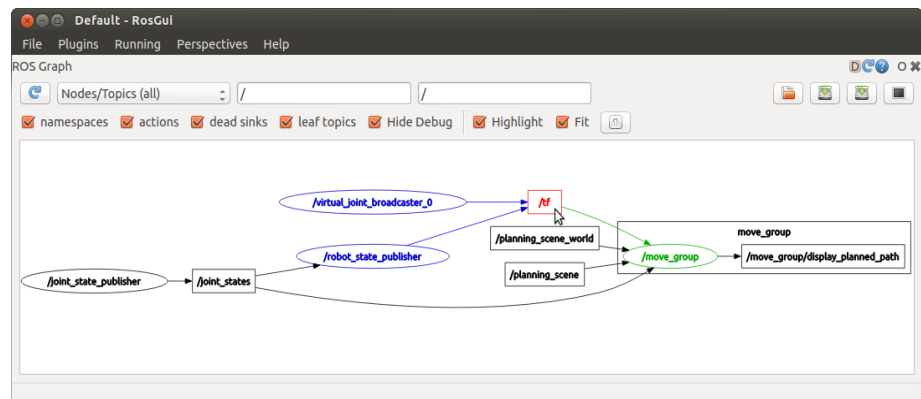 Default - RosGui
File Plugins Running Perspectives Help
ROS Graph
D C ? O ✖
Nodes/Topics (all) / /
namespaces actions dead sinks leaf topics Hide Debug Highlight Fit
/virtual_joint_broadcaster_0 /tf
/planning_scene_world move_group
/robot_state_publisher /move_group /move_group/display_planned_path
/planning_scene
/joint_state_publisher /joint_states